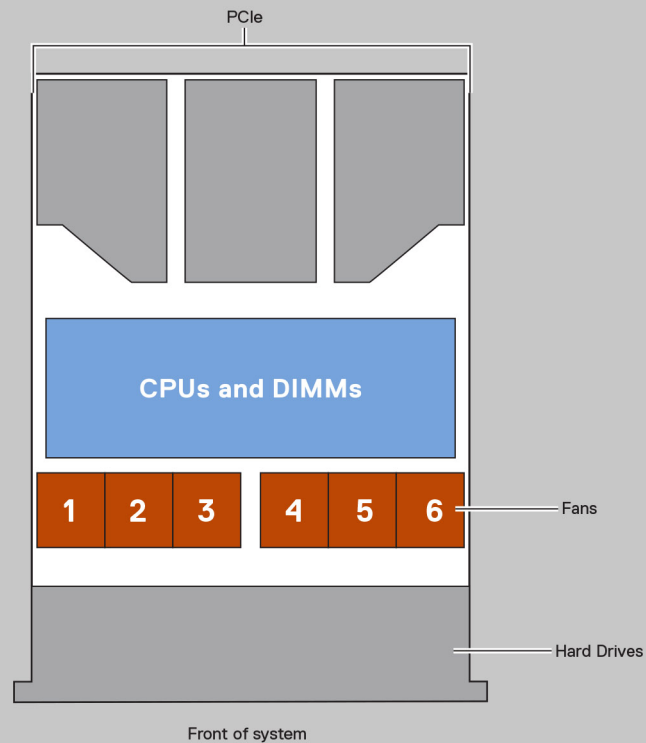 PCIe
CPUs and DIMMs
1 2 3 4 5 6
Fans
Hard Drives
Front of system